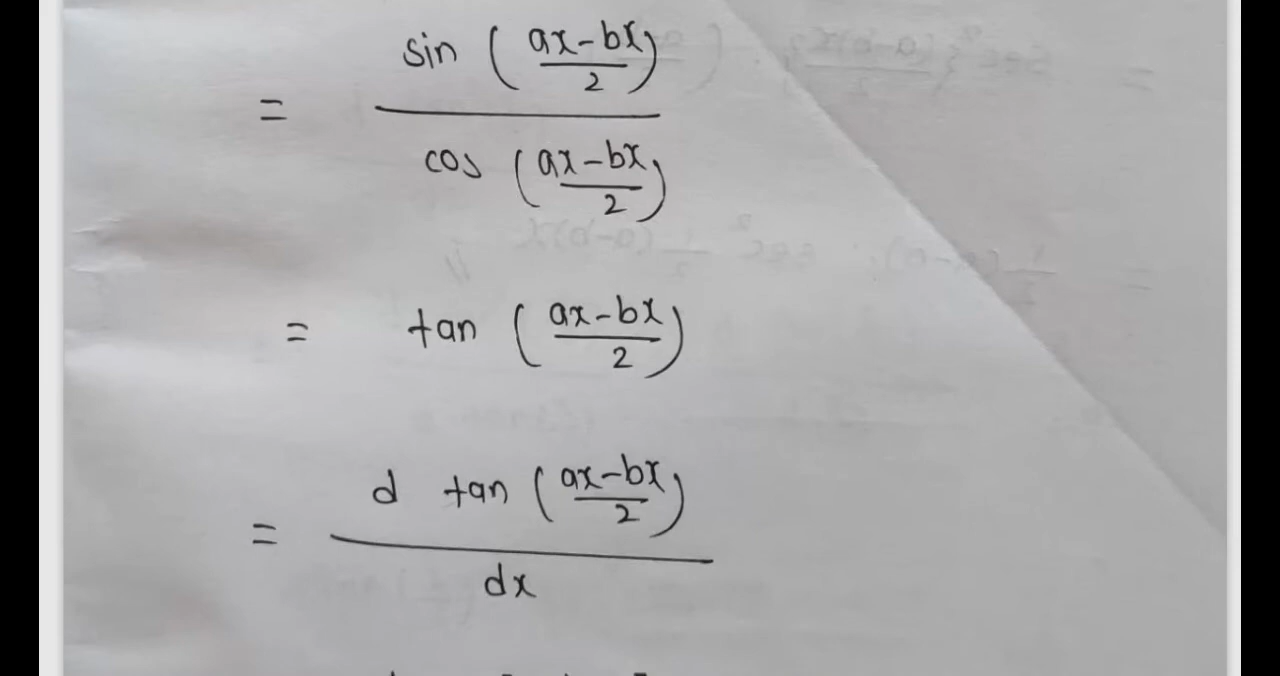 = sin ( (ax-bx)/2 ) / cos ( (ax-bx)/2 )
= tan ( (ax-bx)/2 )
= d tan ( (ax-bx)/2 ) / dx